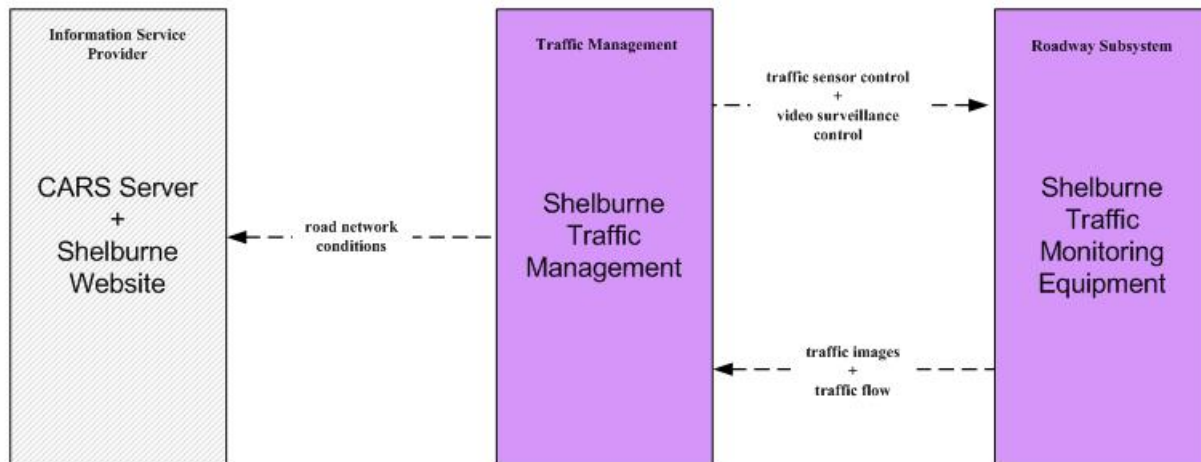 Information Service
Provider
CARS Server
+
Shelburne
Website
road network
conditions
Traffic Management
Shelburne
Traffic
Management
traffic sensor control
+
video surveillance
control
traffic images
+
traffic flow
Roadway Subsystem
Shelburne
Traffic
Monitoring
Equipment